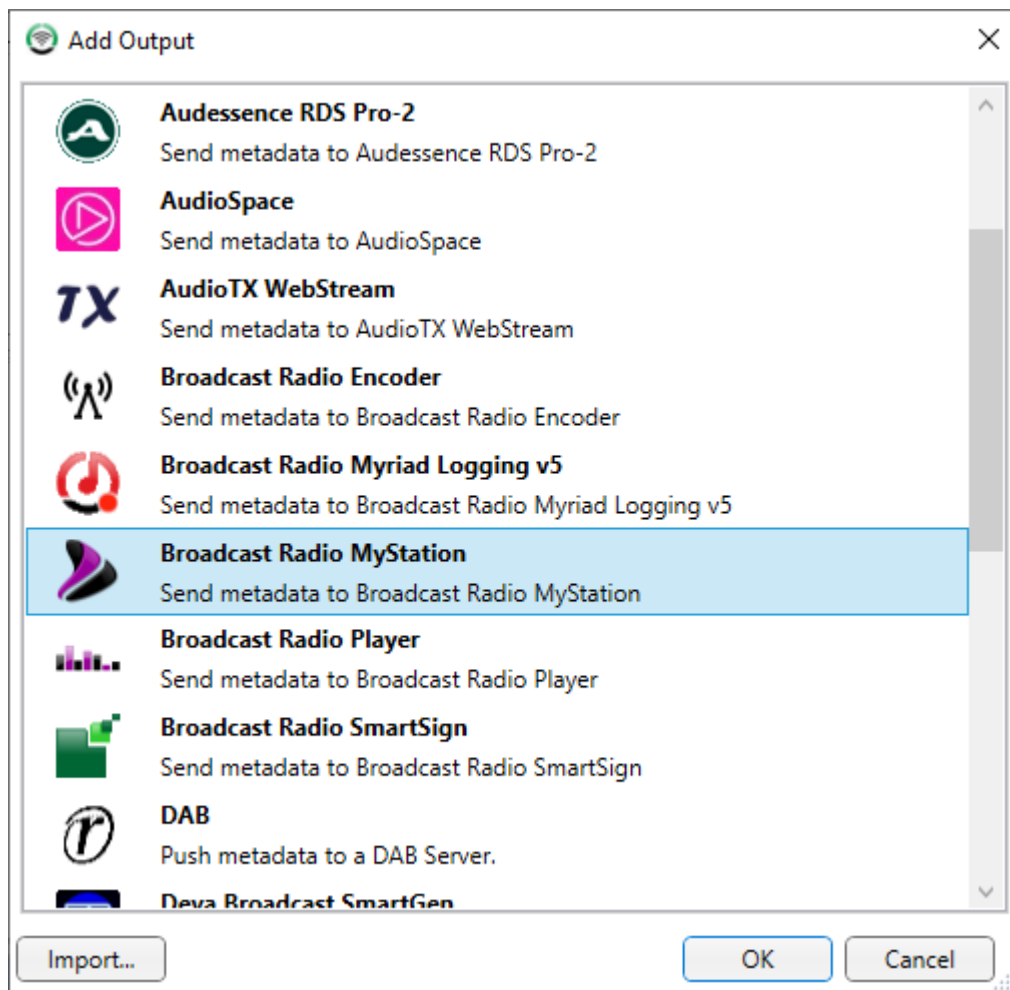 Add Output
Audessence RDS Pro-2
Send metadata to Audessence RDS Pro-2
AudioSpace
Send metadata to AudioSpace
TX
AudioTX WebStream
Send metadata to AudioTX WebStream
Broadcast Radio Encoder
Send metadata to Broadcast Radio Encoder
Broadcast Radio Myriad Logging v5
Send metadata to Broadcast Radio Myriad Logging v5
Broadcast Radio MyStation
Send metadata to Broadcast Radio MyStation
Broadcast Radio Player
Send metadata to Broadcast Radio Player
Broadcast Radio SmartSign
Send metadata to Broadcast Radio SmartSign
r
DAB
Push metadata to a DAB Server.
Deva Broadcast SmartGen
Import...
OK
Cancel